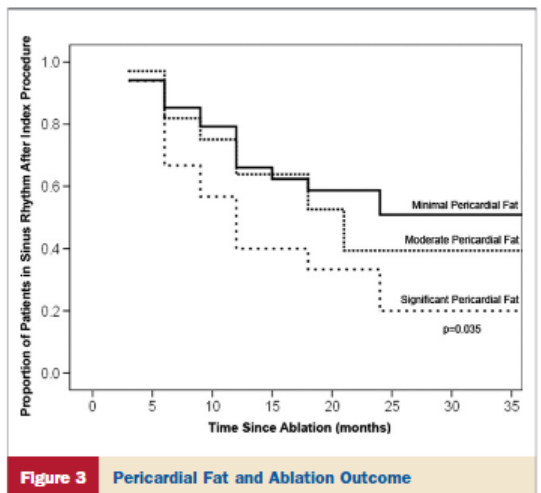 Proportion of Patients in Sinus Rhythm After Index Procedure
1.0
0.8
0.6
0.4
0.2
0.0
Minimal Pericardial Fat
Moderate Pericardial Fat
Significant Pericardial Fat
p=0.035
0 5 10 15 20 25 30 35
Time Since Ablation (months)
Figure 3 Pericardial Fat and Ablation Outcome